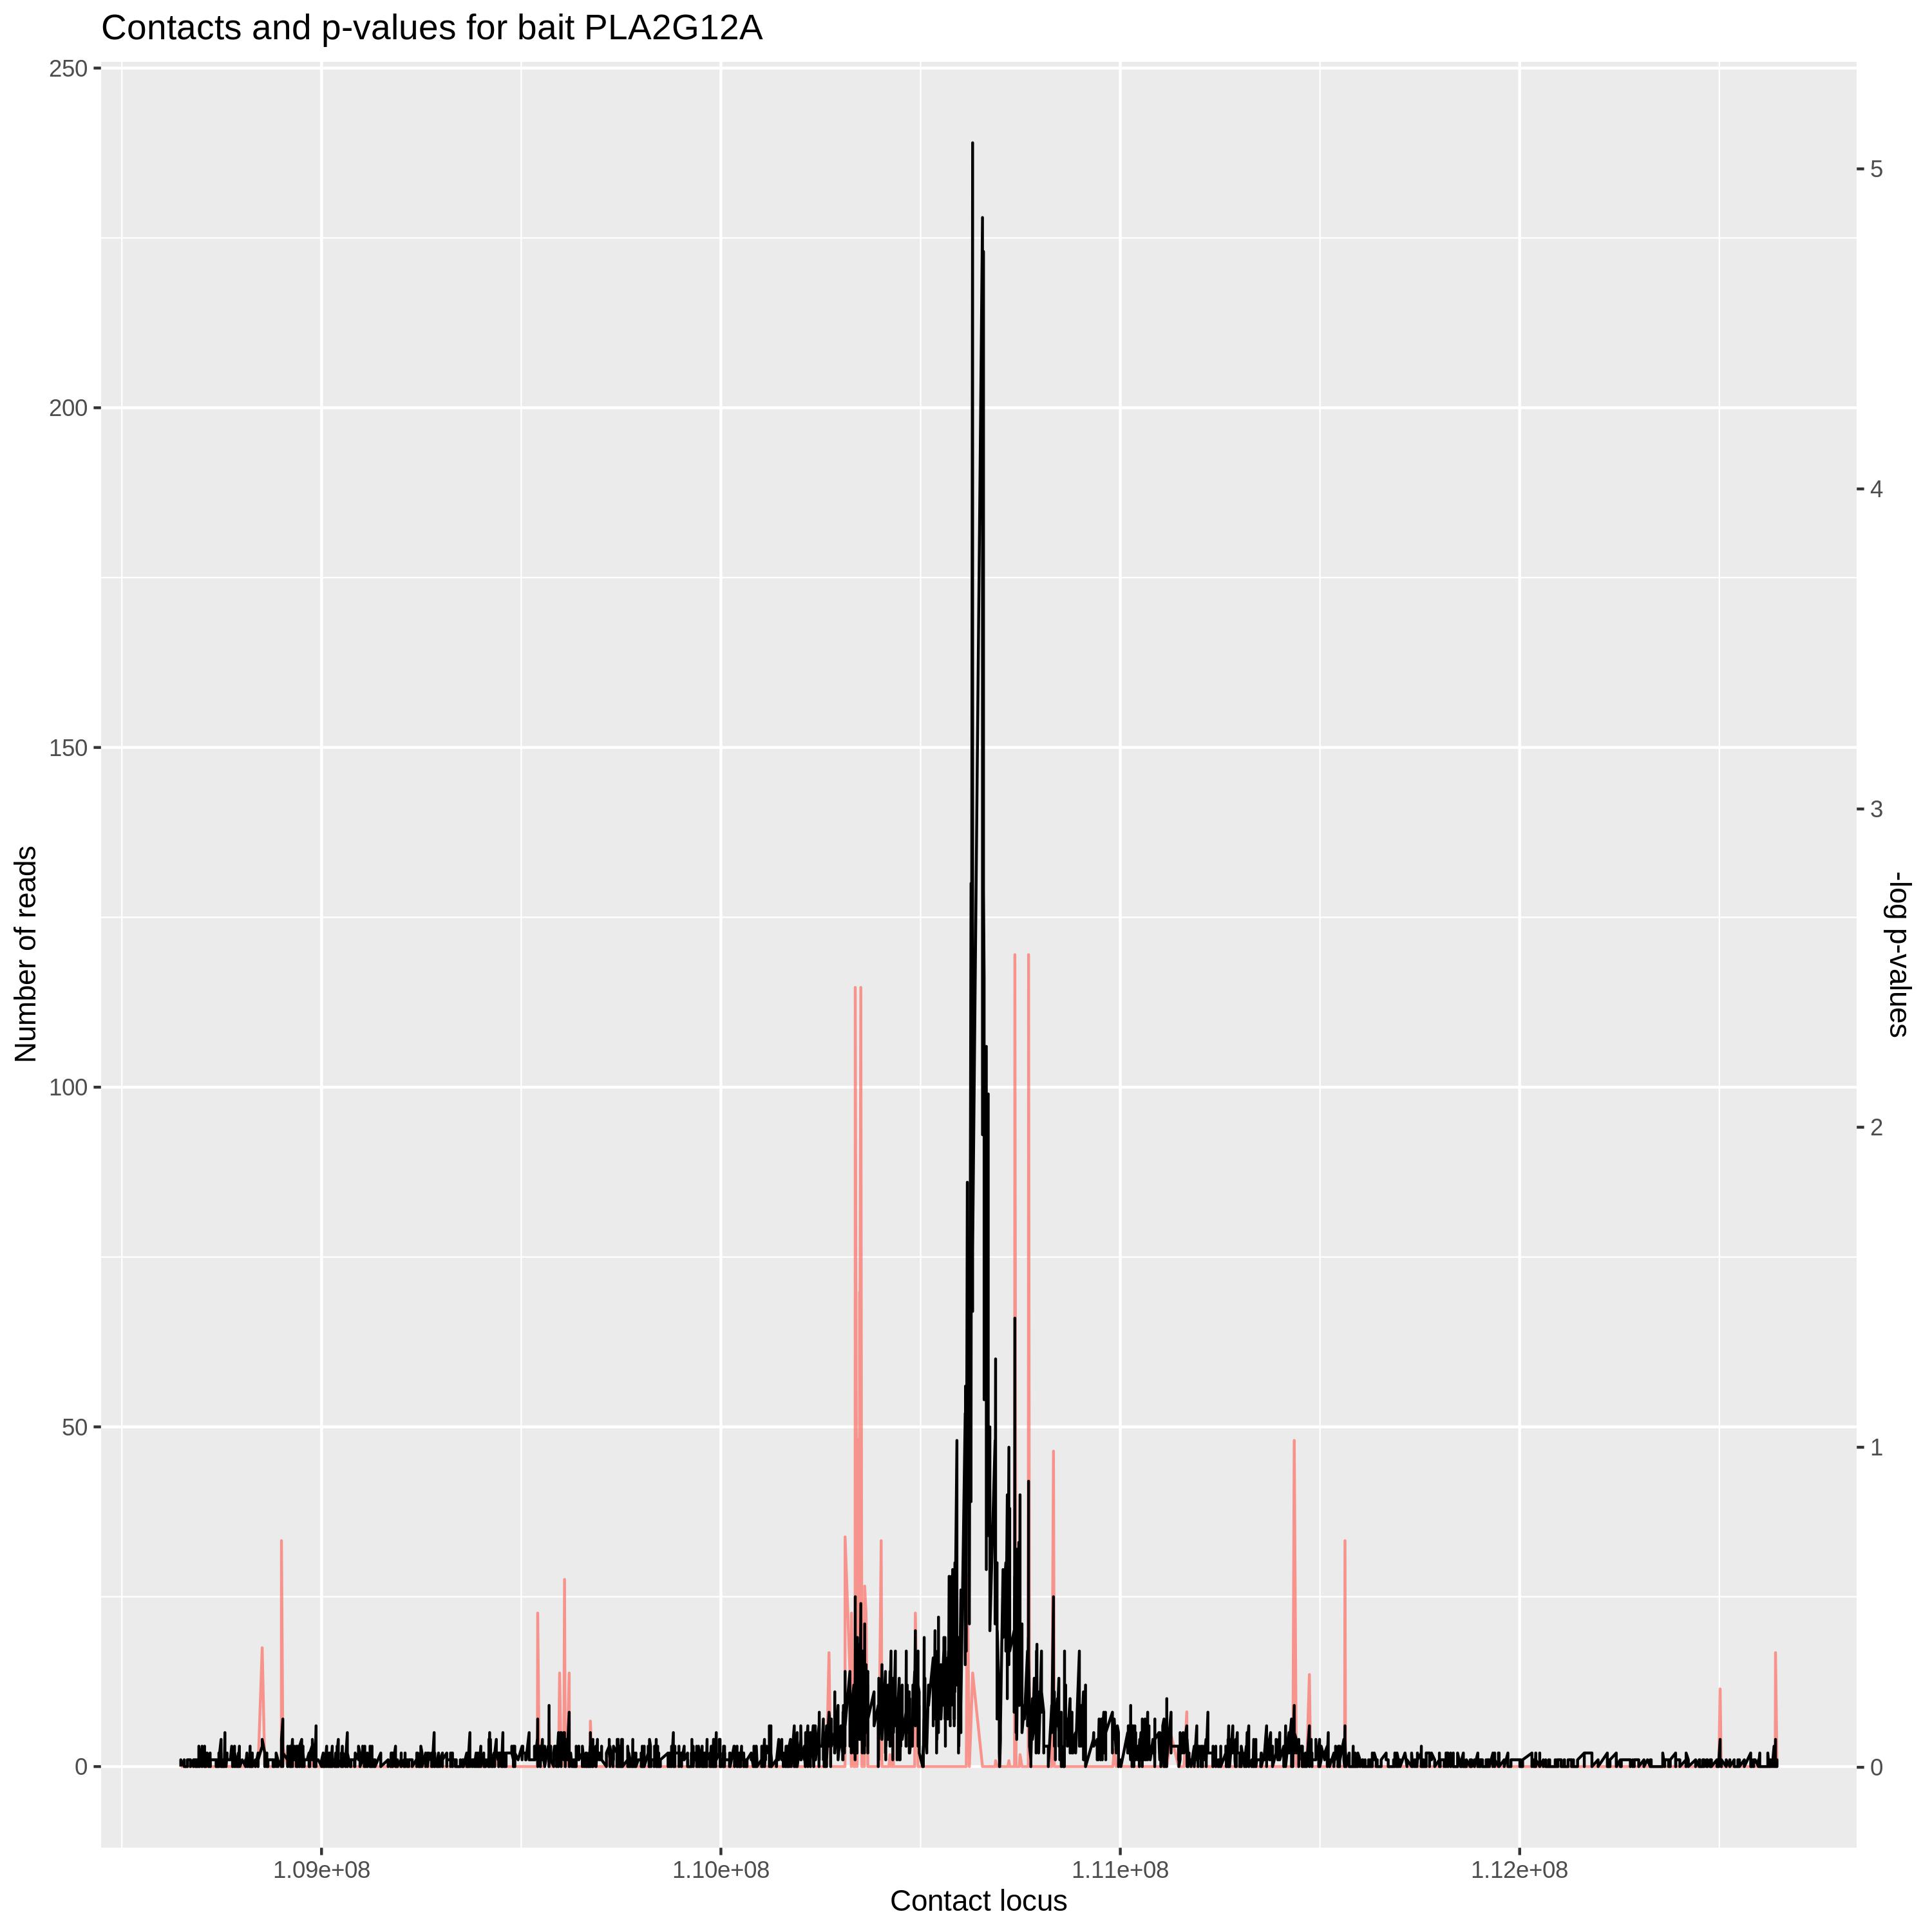 Contacts and p-values for bait PLA2G12A
250
200
150
100
50
0
Number of reads
5
4
3
2
1
0
-log p-values
1.09e+08
1.10e+08
1.11e+08
1.12e+08
Contact locus